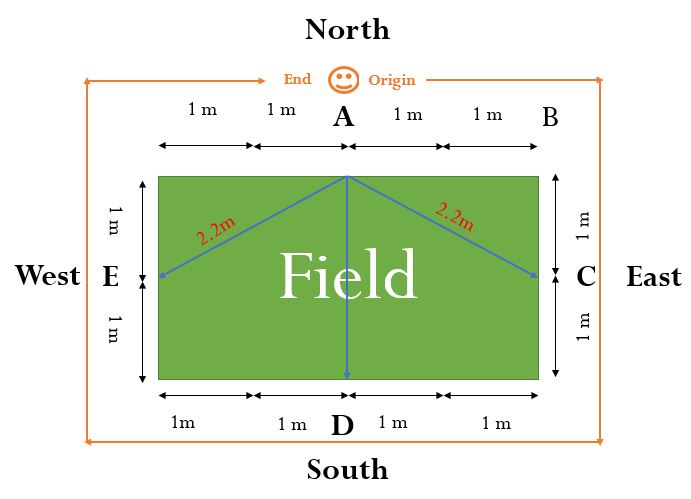 North
End Origin
1 m 1 m A 1 m 1 m B
1 m 2.2m 2.2m 1 m
West E Field C East
1 m 1 m
1m 1 m D 1 m 1 m
South